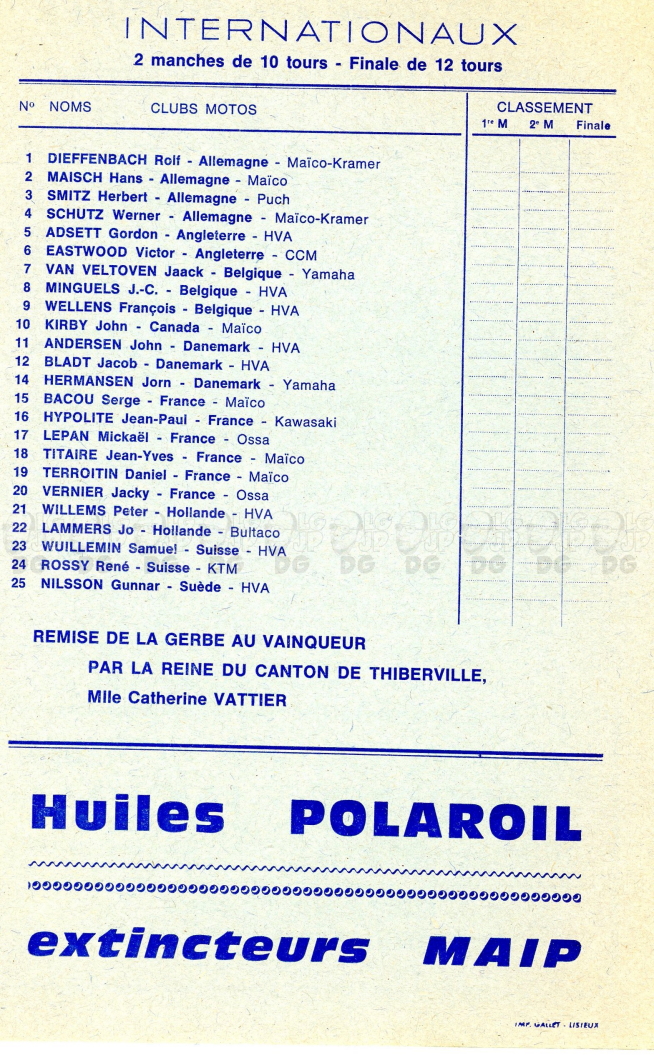 INTERNATIONAUX
2 manches de 10 tours - Finale de 12 tours
Nº NOMS CLUBS MOTOS CLASSEMENT
1re M 2e M Finale
1 DIEFFENBACH Rolf - Allemagne - Maïco-Kramer
2 MAISCH Hans - Allemagne - Maïco
3 SMITZ Herbert - Allemagne - Puch
4 SCHUTZ Werner - Allemagne - Maïco-Kramer
5 ADSETT Gordon - Angleterre - HVA
6 EASTWOOD Victor - Angleterre - CCM
7 VAN VELTOVEN Jaack - Belgique - Yamaha
8 MINGUELS J.-C. - Belgique - HVA
9 WELLENS François - Belgique - HVA
10 KIRBY John - Canada - Maïco
11 ANDERSEN John - Danemark - HVA
12 BLADT Jacob - Danemark - HVA
14 HERMANSEN Jorn - Danemark - Yamaha
15 BACOU Serge - France - Maïco
16 HYPOLITE Jean-Paul - France - Kawasaki
17 LEPAN Mickaël - France - Ossa
18 TITAIRE Jean-Yves - France - Maïco
19 TERROITIN Daniel - France - Maïco
20 VERNIER Jacky - France - Ossa
21 WILLEMS Peter - Hollande - HVA
22 LAMMERS Jo - Hollande - Bultaco
23 WUILLEMIN Samuel - Suisse - HVA
24 ROSSY René - Suisse - KTM
25 NILSSON Gunnar - Suède - HVA
REMISE DE LA GERBE AU VAINQUEUR
PAR LA REINE DU CANTON DE THIBERVILLE,
Mlle Catherine VATTIER
Huiles POLAROIL
extincteurs MAIP
IMP. GALLET - LISIEUX